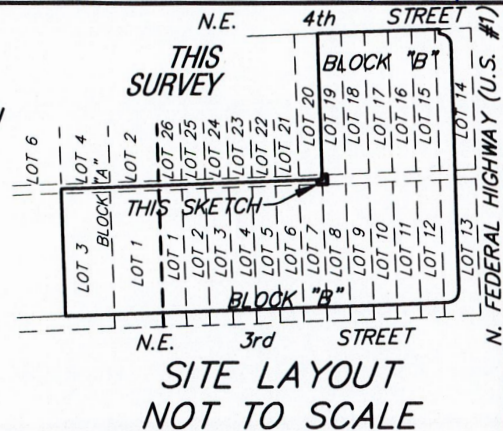 N.E. 4th STREET
THIS
SURVEY
BLOCK "B"
LOT 6
LOT 4
BLOCK "A"
LOT 2
LOT 26
LOT 25
LOT 24
LOT 23
LOT 22
LOT 21
LOT 20
LOT 19
LOT 18
LOT 17
LOT 16
LOT 15
LOT 14
N. FEDERAL HIGHWAY (U.S. #1)
THIS SKETCH
LOT 3
LOT 1
LOT 1
LOT 2
LOT 3
LOT 4
LOT 5
LOT 6
LOT 7
LOT 8
LOT 9
LOT 10
LOT 11
LOT 12
LOT 13
BLOCK "B"
N.E. 3rd STREET
SITE LAYOUT
NOT TO SCALE